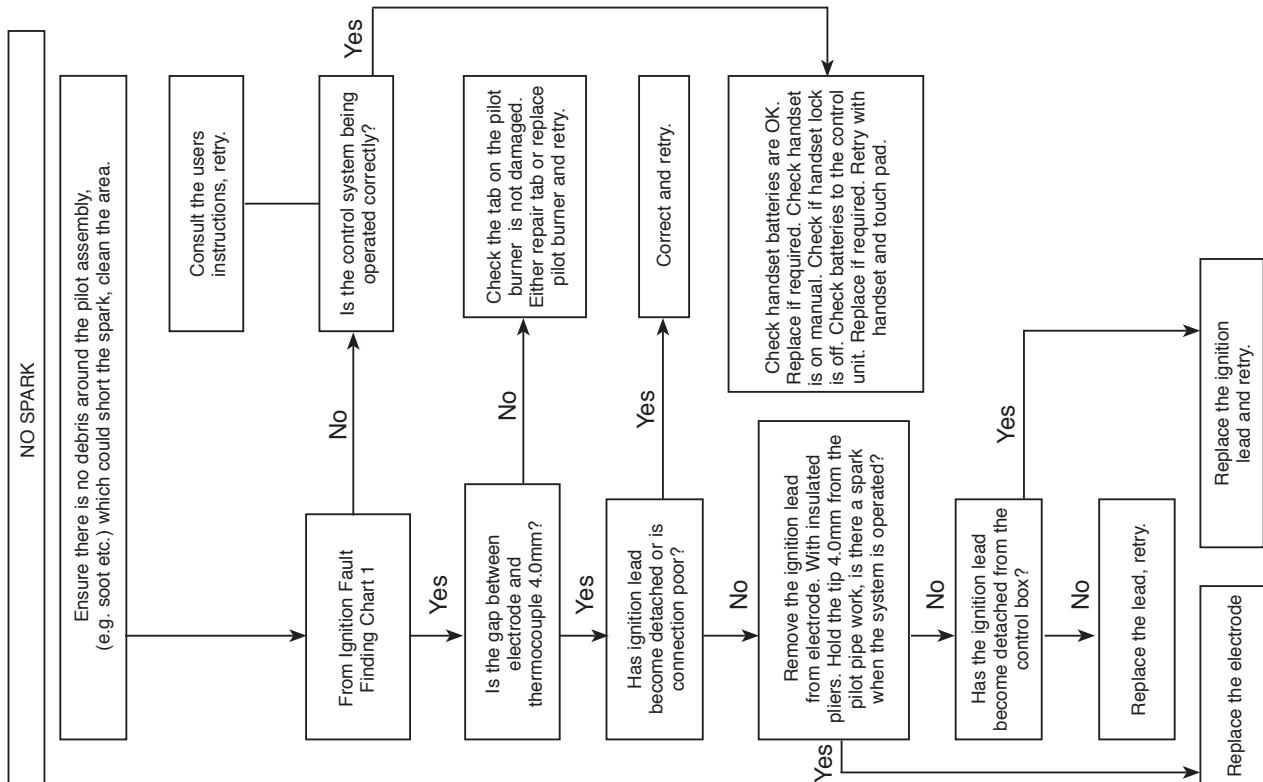 NO SPARK
Ensure there is no debris around the pilot assembly,
(e.g. soot etc.) which could short the spark, clean the area.
Consult the users
instructions, retry.
Is the control system being
operated correctly?
Yes
From Ignition Fault
Finding Chart 1
No
Yes
Is the gap between
electrode and
thermocouple 4.0mm?
No
Check the tab on the pilot
burner is not damaged.
Either repair tab or replace
pilot burner and retry.
Yes
Has ignition lead
become detached or is
connection poor?
Yes
Correct and retry.
No
Remove the ignition lead
from electrode. With insulated
pliers. Hold the tip 4.0mm from the
pilot pipe work, is there a spark
when the system is operated?
Check handset batteries are OK.
Replace if required. Check handset
is on manual. Check if handset lock
is off. Check batteries to the control
unit. Replace if required. Retry with
handset and touch pad.
No
Yes
Has the ignition lead
become detached from the
control box?
Yes
No
Replace the lead, retry.
Replace the electrode
Replace the ignition
lead and retry.